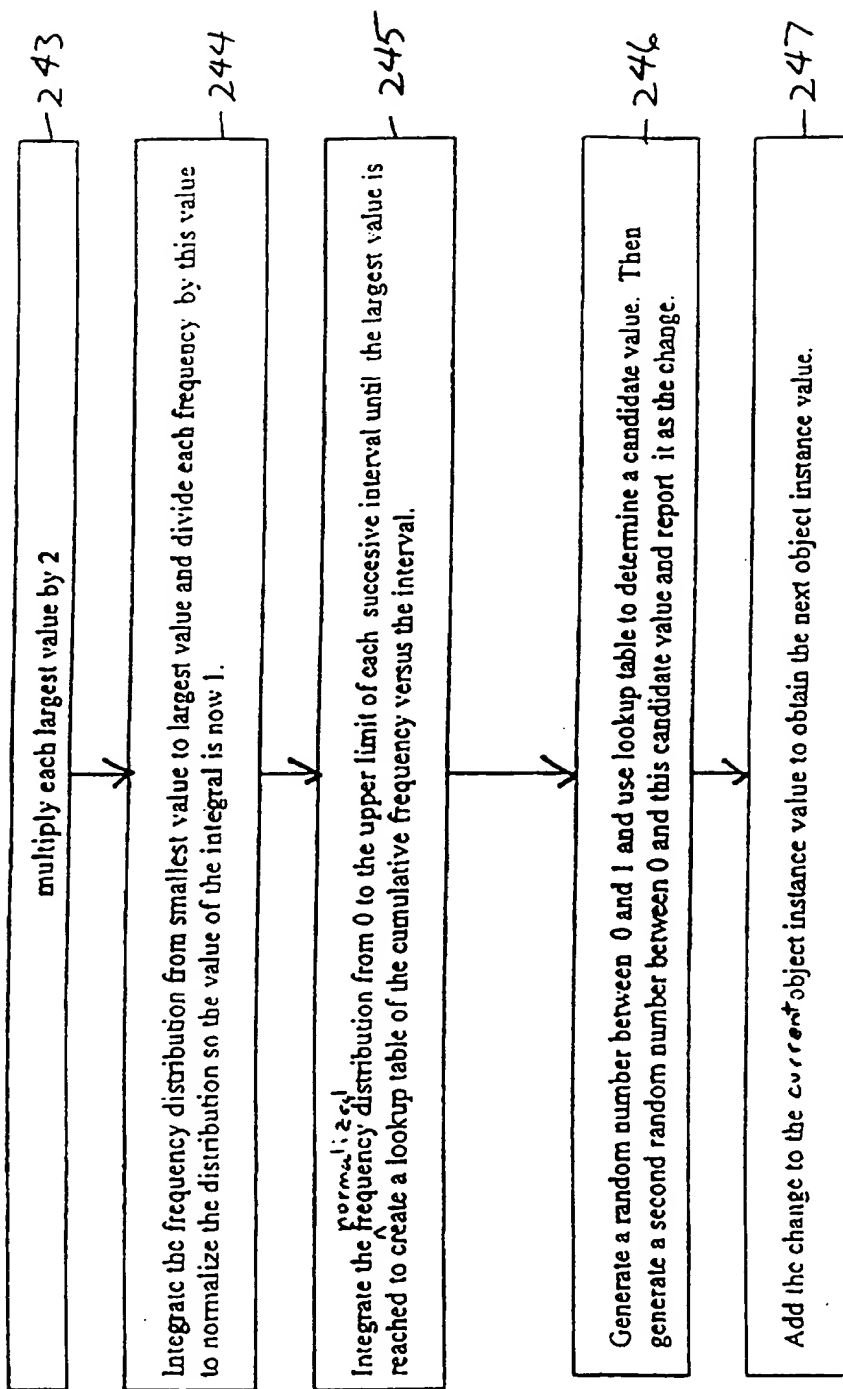 multiply each largest value by 2
243
Integrate the frequency distribution from smallest value to largest value and divide each frequency by this value
to normalize the distribution so the value of the integral is now 1.
244
normalized
Integrate the frequency distribution from 0 to the upper limit of each succesive interval until the largest value is
reached to create a lookup table of the cumulative frequency versus the interval.
245
Generate a random number between 0 and 1 and use lookup table to determine a candidate value. Then
generate a second random number between 0 and this candidate value and report it as the change.
246
Add the change to the current object instance value to obtain the next object instance value.
247